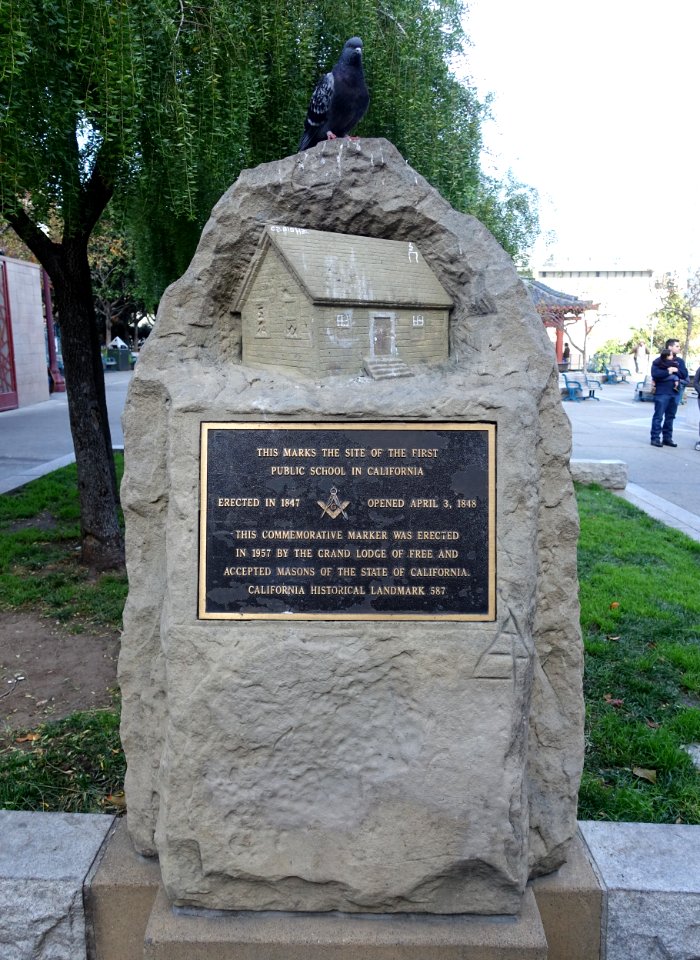 THIS MARKS THE SITE OF THE FIRST
PUBLIC SCHOOL IN CALIFORNIA
ERECTED IN 1847 OPENED APRIL 3, 1848
THIS COMMEMORATIVE MARKER WAS ERECTED
IN 1957 BY THE GRAND LODGE OF FREE AND
ACCEPTED MASONS OF THE STATE OF CALIFORNIA.
CALIFORNIA HISTORICAL LANDMARK 587